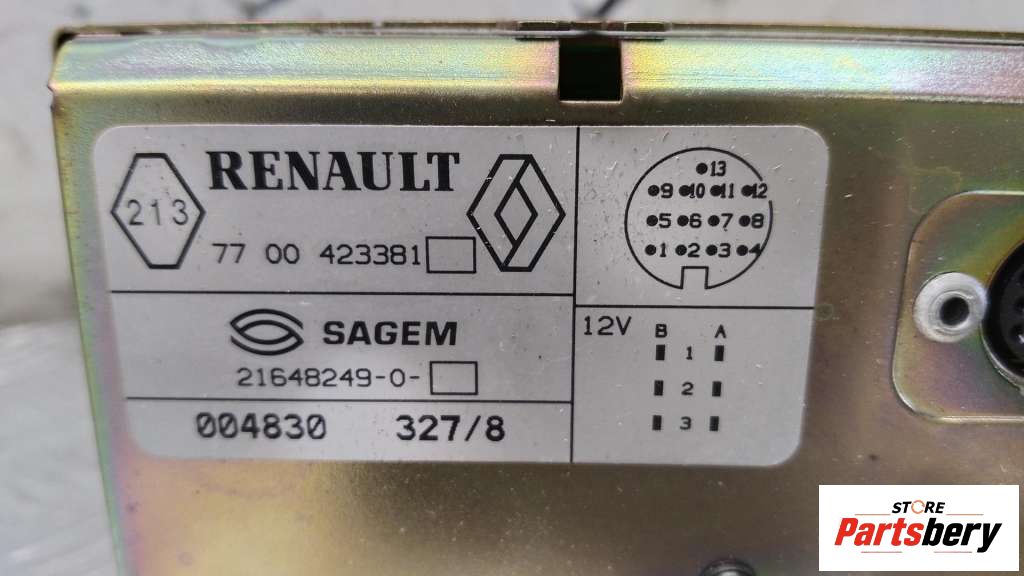 213
RENAULT
77 00 423381
SAGEM
21648249-0-
004830 327/8
13
9 10 11 12
5 6 7 8
1 2 3 4
12V B A
1
2
3
STORE
Partsbery